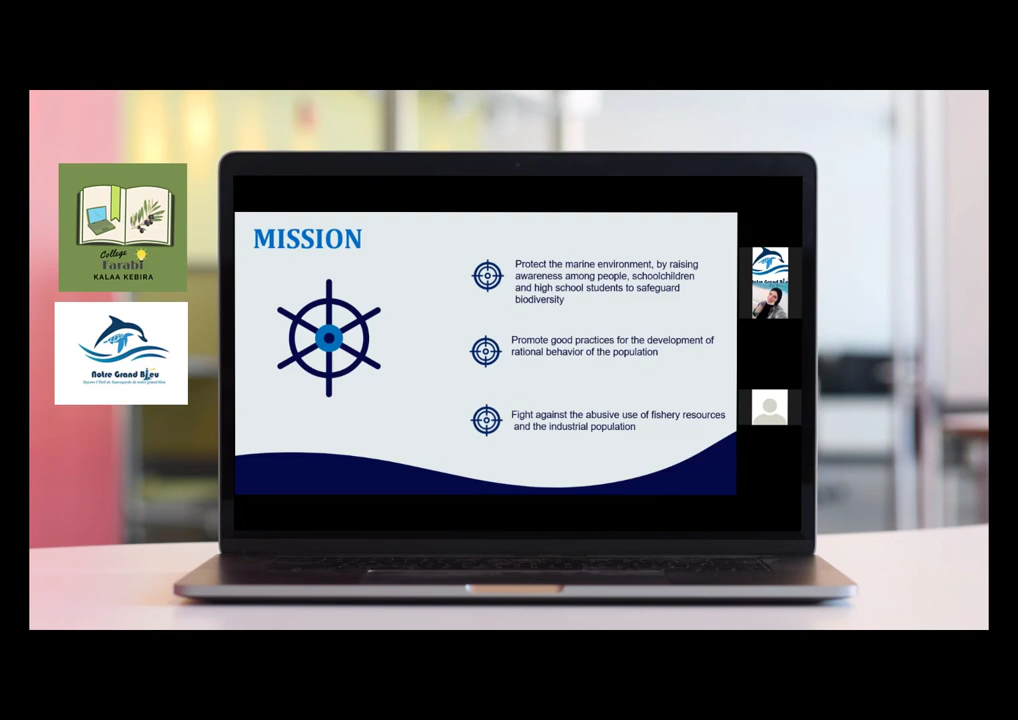 College
Farabi
KALAA KEBIRA
Notre Grand Bleu
MISSION
Protect the marine environment, by raising
awareness among people, schoolchildren
and high school students to safeguard
biodiversity
Promote good practices for the development of
rational behavior of the population
Fight against the abusive use of fishery resources
and the industrial population